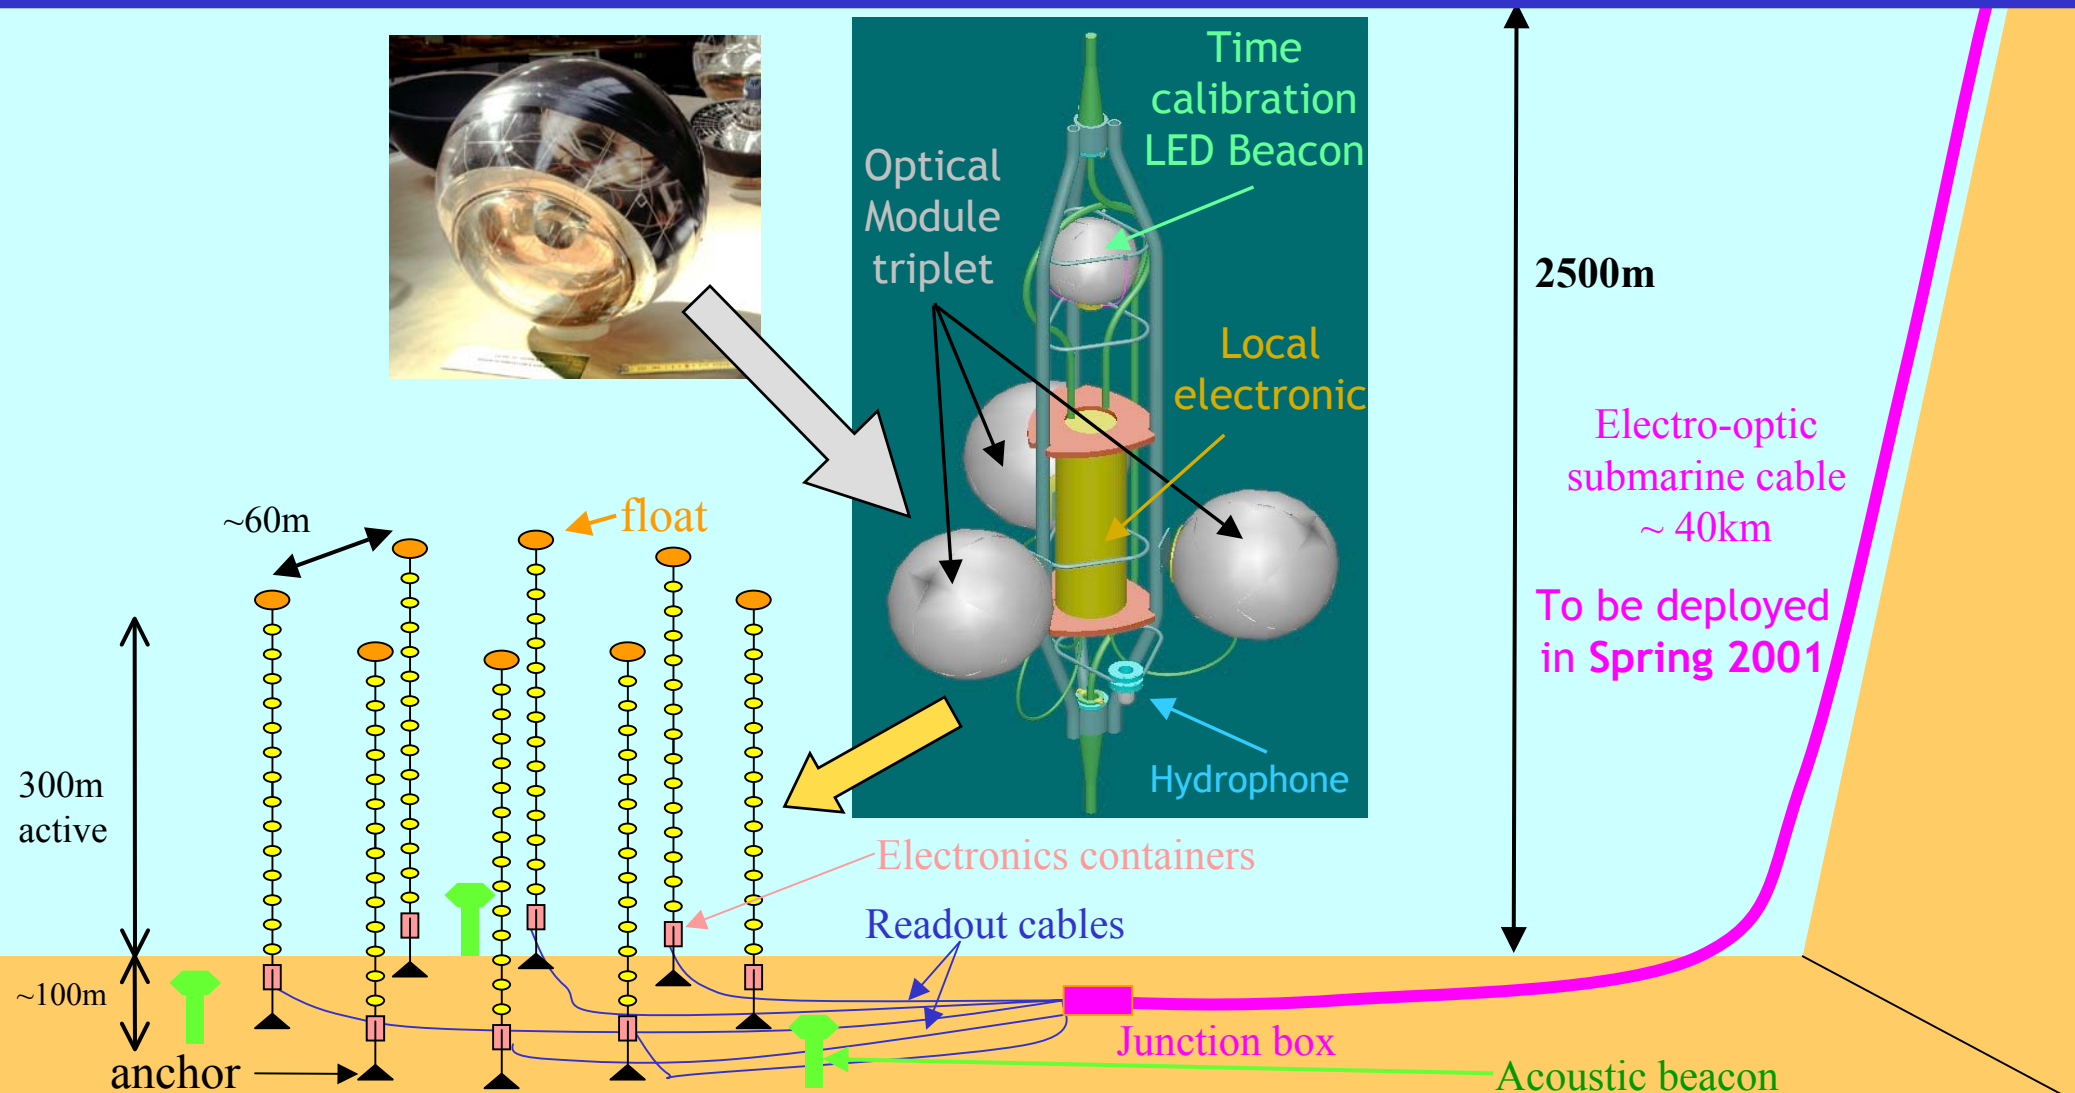 Time
calibration
LED Beacon
Optical
Module
triplet
2500m
Local
electronic
Electro-optic
submarine cable
~ 40km
~60m
float
To be deployed
in Spring 2001
300m
active
Hydrophone
Electronics containers
Readout cables
~100m
Junction box
anchor
Acoustic beacon